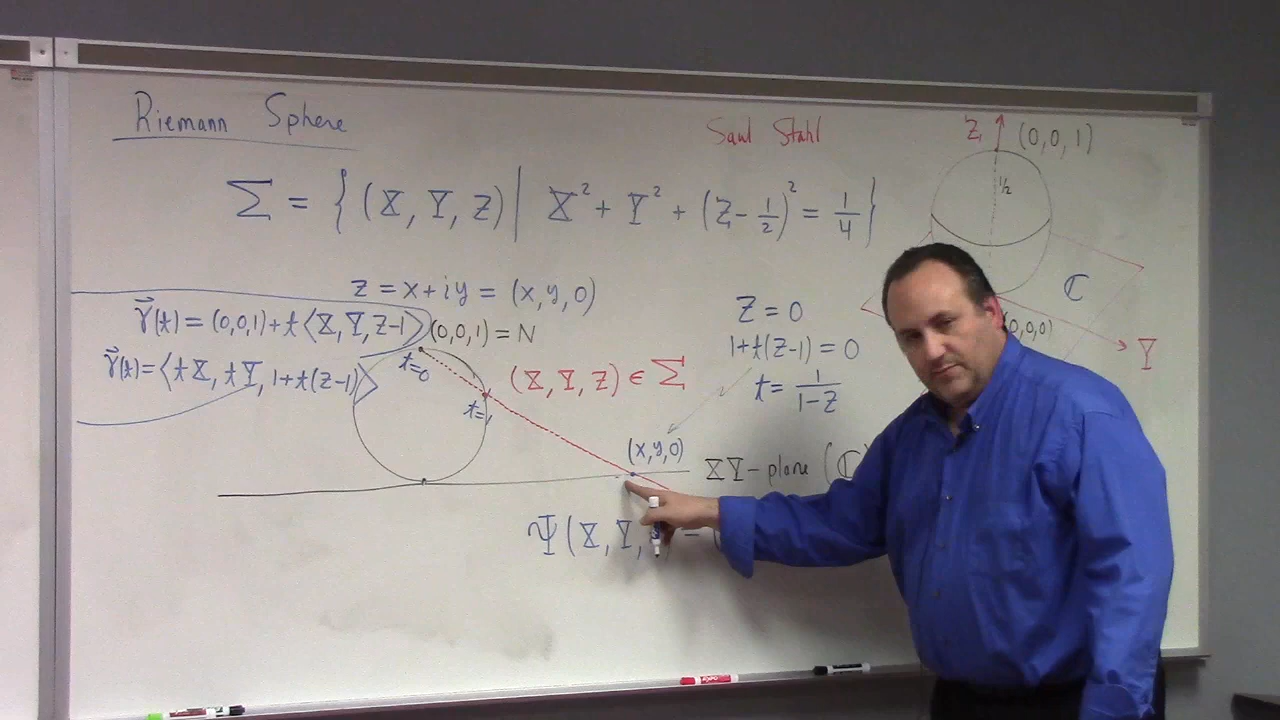 Riemann Sphere
Saul Stahl
Z
(0, 0, 1)
1/2
Σ = { (X, Y, Z) | X² + Y² + (Z - 1/2)² = 1/4 }
z = x + iy = (x, y, 0)
γ⃗(t) = (0,0,1) + t⟨X, Y, Z-1⟩
(0, 0, 1) = N
γ⃗(t) = ⟨tX, tY, 1+t(Z-1)⟩
t=0
t=1
(X, Y, Z) ∈ Σ
Z = 0
1+t(Z-1) = 0
t = 1/(1-Z)
ℂ
(0,0,0)
Y
(x,y,0)
XY-plane (ℂ
Ψ(X, Y,